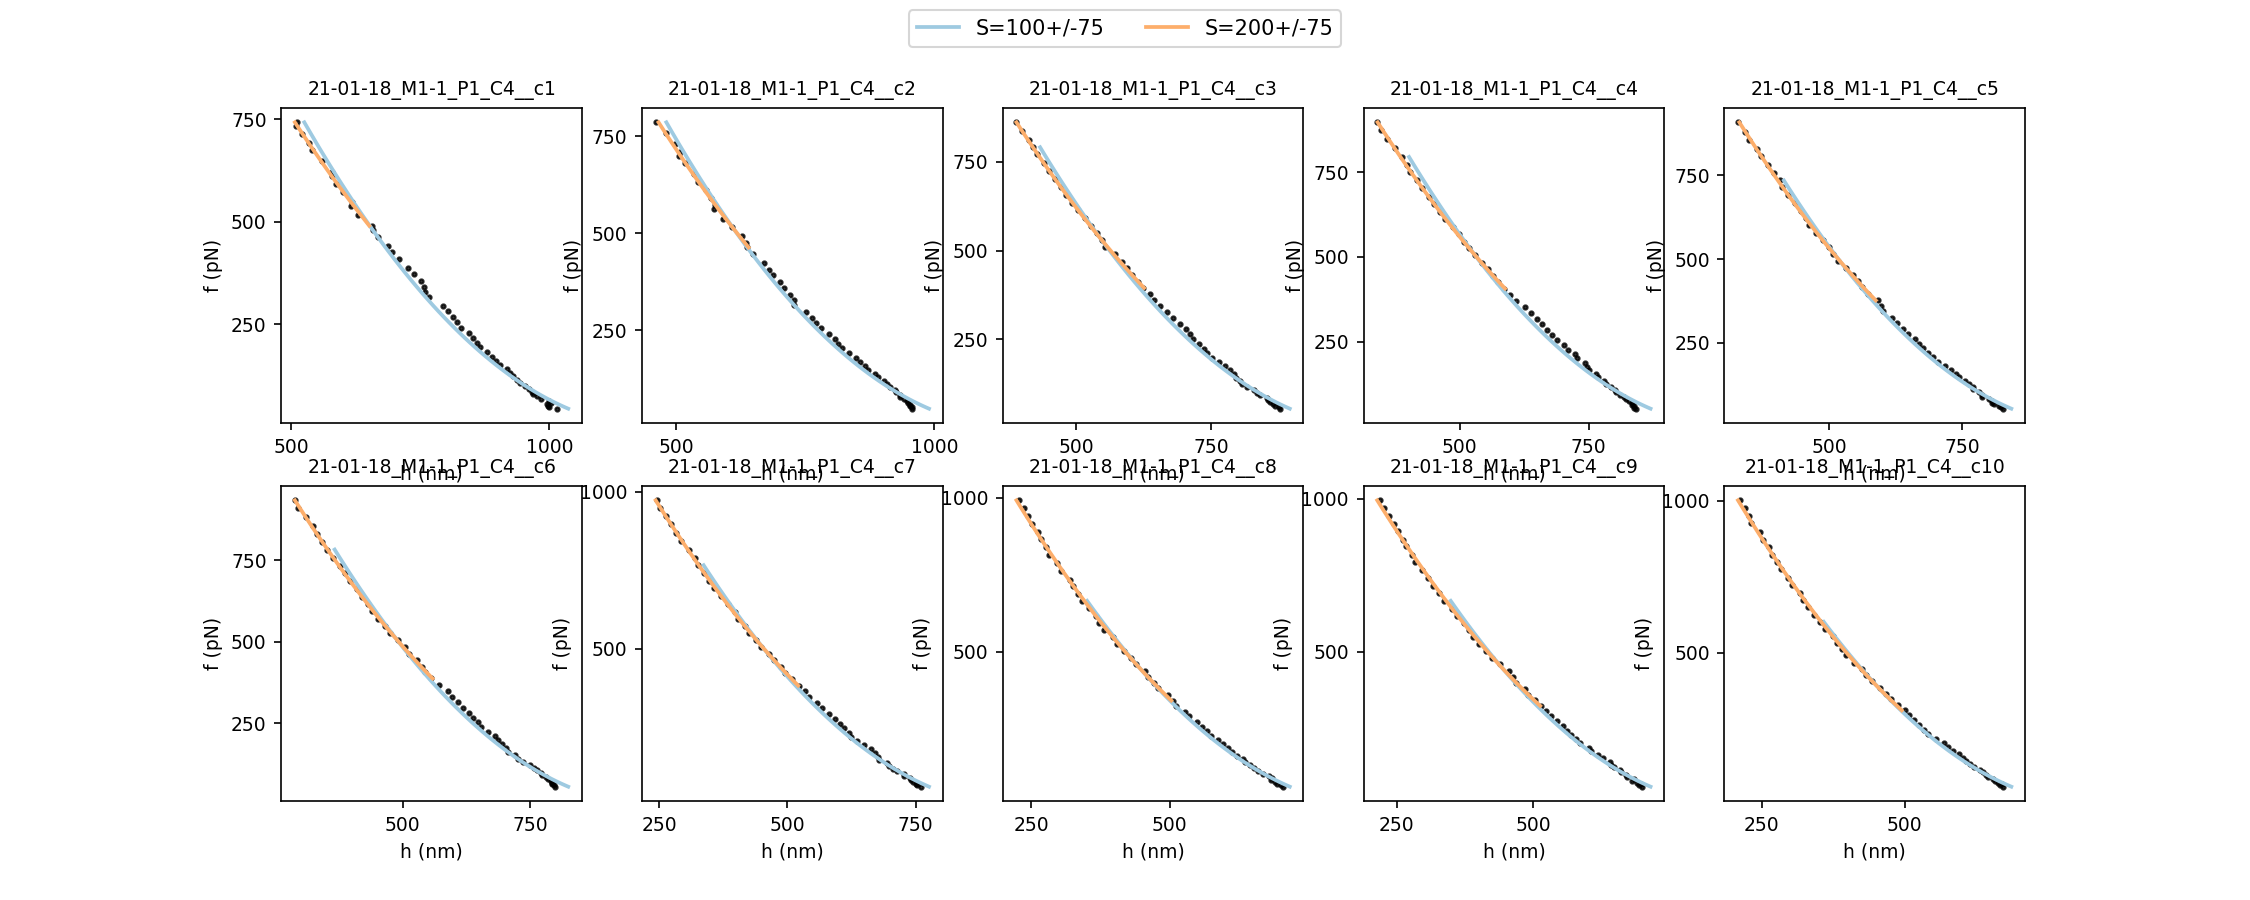 S=100+/-75 S=200+/-75
21-01-18_M1-1_P1_C4__c1 21-01-18_M1-1_P1_C4__c2 21-01-18_M1-1_P1_C4__c3 21-01-18_M1-1_P1_C4__c4 21-01-18_M1-1_P1_C4__c5
750 750 750 750 750
500 500 500 500 500
f (pN) f (pN) f (pN) f (pN) f (pN)
250 250 250 250 250
500 1000 500 1000 500 750 500 750 500 750
h (nm) h (nm) h (nm) h (nm) h (nm)
21-01-18_M1-1_P1_C4__c6 21-01-18_M1-1_P1_C4__c7 21-01-18_M1-1_P1_C4__c8 21-01-18_M1-1_P1_C4__c9 21-01-18_M1-1_P1_C4__c10
1000 1000 1000 1000
750
500 500 500 500 500
f (pN) f (pN) f (pN) f (pN) f (pN)
250
500 750 250 500 750 250 500 250 500 250 500
h (nm) h (nm) h (nm) h (nm) h (nm)